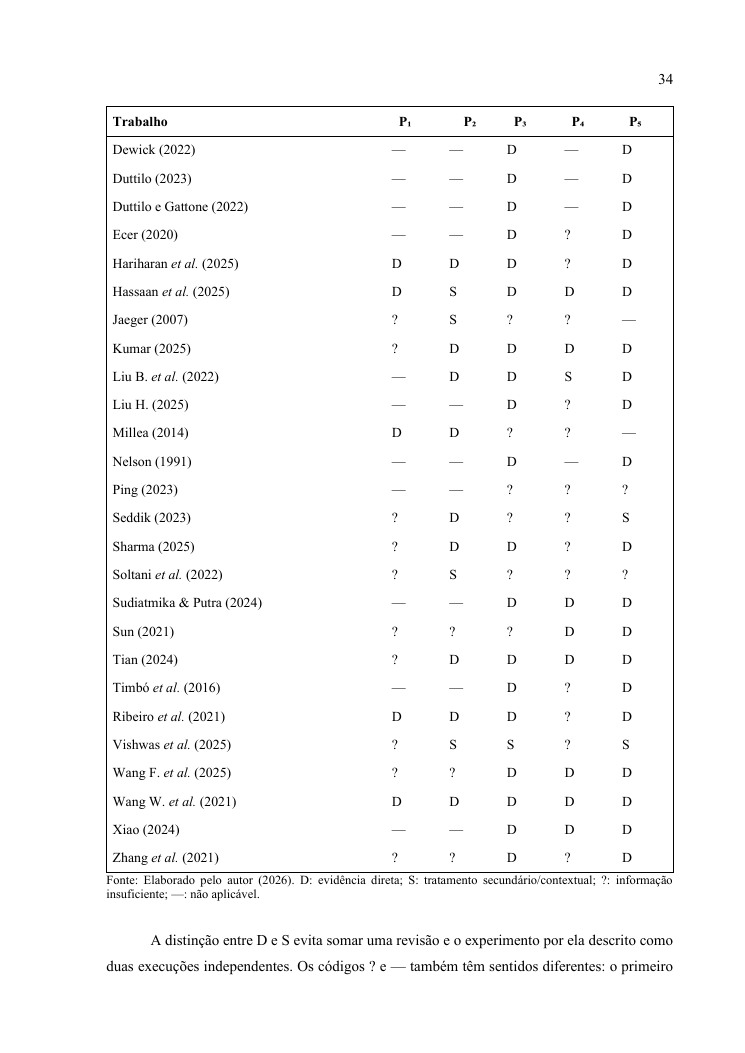 34
Trabalho P₁ P₂ P₃ P₄ P₅
Dewick (2022) — — D — D
Duttilo (2023) — — D — D
Duttilo e Gattone (2022) — — D — D
Ecer (2020) — — D ? D
Hariharan et al. (2025) D D D ? D
Hassaan et al. (2025) D S D D D
Jaeger (2007) ? S ? ? —
Kumar (2025) ? D D D D
Liu B. et al. (2022) — D D S D
Liu H. (2025) — — D ? D
Millea (2014) D D ? ? —
Nelson (1991) — — D — D
Ping (2023) — — ? ? ?
Seddik (2023) ? D ? ? S
Sharma (2025) ? D D ? D
Soltani et al. (2022) ? S ? ? ?
Sudiatmika & Putra (2024) — — D D D
Sun (2021) ? ? ? D D
Tian (2024) ? D D D D
Timbó et al. (2016) — — D ? D
Ribeiro et al. (2021) D D D ? D
Vishwas et al. (2025) ? S S ? S
Wang F. et al. (2025) ? ? D D D
Wang W. et al. (2021) D D D D D
Xiao (2024) — — D D D
Zhang et al. (2021) ? ? D ? D
Fonte: Elaborado pelo autor (2026). D: evidência direta; S: tratamento secundário/contextual; ?: informação
insuficiente; —: não aplicável.
A distinção entre D e S evita somar uma revisão e o experimento por ela descrito como
duas execuções independentes. Os códigos ? e — também têm sentidos diferentes: o primeiro